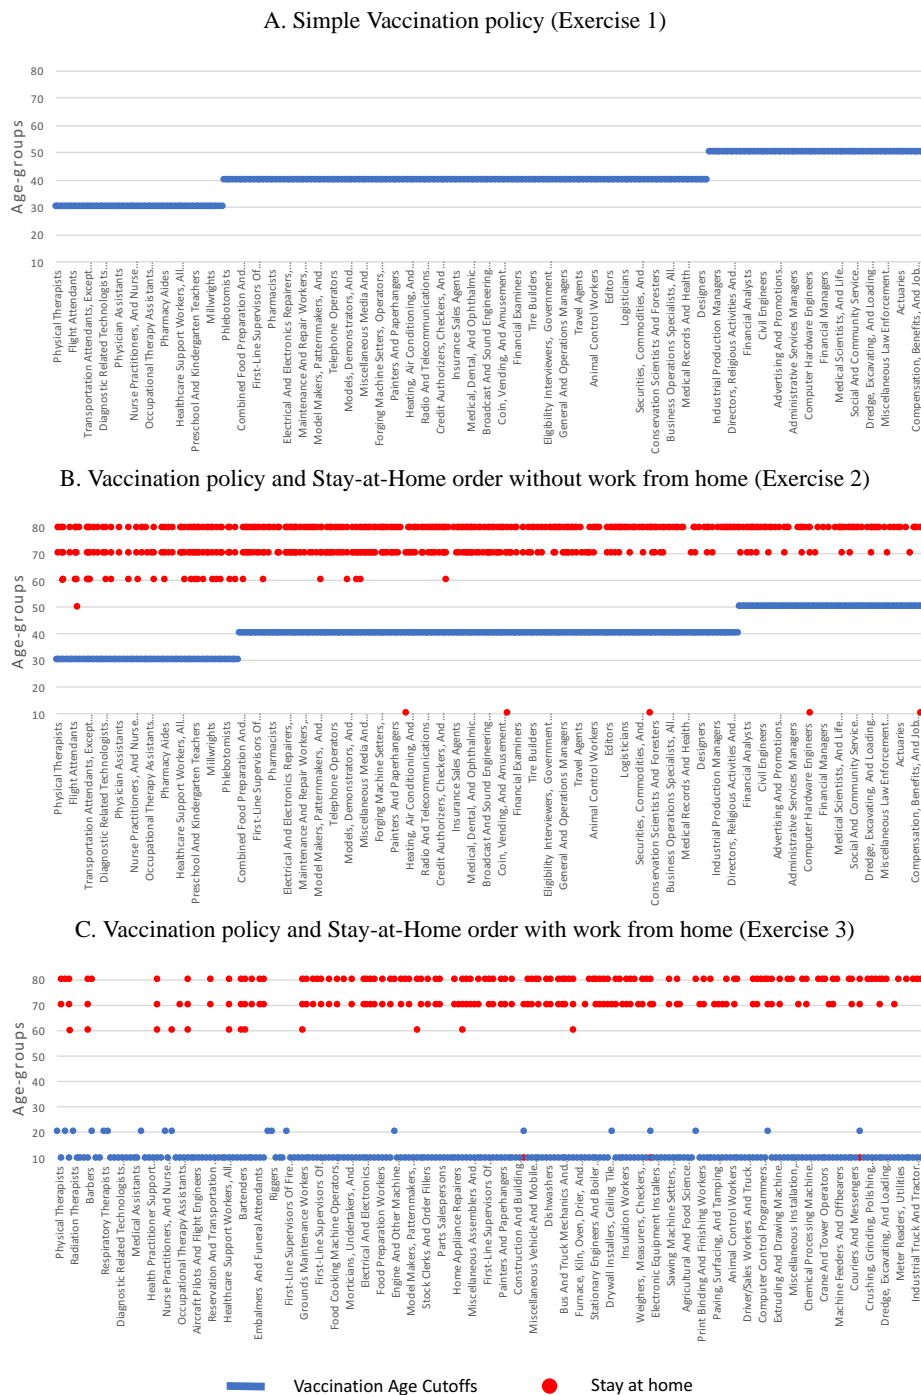 A. Simple Vaccination policy (Exercise 1)
80
70
60
50
40
30
20
10
Age-groups
Physical Therapists
Flight Attendants
Transportation Attendants, Except…
Diagnostic Related Technologists…
Physician Assistants
Nurse Practitioners, And Nurse…
Occupational Therapy Assistants…
Pharmacy Aides
Healthcare Support Workers, All…
Preschool And Kindergarten Teachers
Millwrights
Phlebotomists
Combined Food Preparation And…
First-Line Supervisors Of…
Pharmacists
Electrical And Electronics Repairers,…
Maintenance And Repair Workers,…
Model Makers, Patternmakers, And…
Telephone Operators
Models, Demonstrators, And…
Miscellaneous Media And…
Forging Machine Setters, Operators,…
Painters And Paperhangers
Heating, Air Conditioning, And…
Radio And Telecommunications…
Credit Authorizers, Checkers, And…
Insurance Sales Agents
Medical, Dental, And Ophthalmic…
Broadcast And Sound Engineering…
Coin, Vending, And Amusement…
Financial Examiners
Tire Builders
Eligibility Interviewers, Government…
General And Operations Managers
Travel Agents
Animal Control Workers
Editors
Logisticians
Securities, Commodities, And…
Conservation Scientists And Foresters
Business Operations Specialists, All…
Medical Records And Health…
Designers
Industrial Production Managers
Directors, Religious Activities And…
Financial Analysts
Civil Engineers
Advertising And Promotions…
Administrative Services Managers
Computer Hardware Engineers
Financial Managers
Medical Scientists, And Life…
Social And Community Service…
Dredge, Excavating, And Loading…
Miscellaneous Law Enforcement…
Actuaries
Compensation, Benefits, And Job…
B. Vaccination policy and Stay-at-Home order without work from home (Exercise 2)
80
70
60
50
40
30
20
10
Age-groups
Physical Therapists
Flight Attendants
Transportation Attendants, Except…
Diagnostic Related Technologists…
Physician Assistants
Nurse Practitioners, And Nurse…
Occupational Therapy Assistants…
Pharmacy Aides
Healthcare Support Workers, All…
Preschool And Kindergarten Teachers
Millwrights
Phlebotomists
Combined Food Preparation And…
First-Line Supervisors Of…
Pharmacists
Electrical And Electronics Repairers,…
Maintenance And Repair Workers,…
Model Makers, Patternmakers, And…
Telephone Operators
Models, Demonstrators, And…
Miscellaneous Media And…
Forging Machine Setters,…
Painters And Paperhangers
Heating, Air Conditioning, And…
Radio And Telecommunications…
Credit Authorizers, Checkers, And…
Insurance Sales Agents
Medical, Dental, And Ophthalmic…
Broadcast And Sound Engineering…
Coin, Vending, And Amusement…
Financial Examiners
Tire Builders
Eligibility Interviewers, Government…
General And Operations Managers
Travel Agents
Animal Control Workers
Editors
Logisticians
Securities, Commodities, And…
Conservation Scientists And Foresters
Business Operations Specialists, All…
Medical Records And Health…
Designers
Industrial Production Managers
Directors, Religious Activities And…
Financial Analysts
Civil Engineers
Advertising And Promotions…
Administrative Services Managers
Computer Hardware Engineers
Financial Managers
Medical Scientists, And Life…
Social And Community Service…
Dredge, Excavating, And Loading…
Miscellaneous Law Enforcement…
Actuaries
Compensation, Benefits, And Job…
C. Vaccination policy and Stay-at-Home order with work from home (Exercise 3)
80
70
60
50
40
30
20
10
Age-groups
Physical Therapists
Radiation Therapists
Barbers
Respiratory Therapists
Diagnostic Related Technologists…
Medical Assistants
Health Practitioner Support…
Nurse Practitioners, And Nurse…
Occupational Therapy Assistants…
Aircraft Pilots And Flight Engineers
Reservation And Transportation…
Healthcare Support Workers, All…
Bartenders
Embalmers And Funeral Attendants
Riggers
First-Line Supervisors Of Fire…
Grounds Maintenance Workers
First-Line Supervisors Of…
Food Cooking Machine Operators…
Morticians, Undertakers, And…
Electrical And Electronics…
Food Preparation Workers
Engine And Other Machine…
Model Makers, Patternmakers,…
Stock Clerks And Order Fillers
Parts Salespersons
Home Appliance Repairers
Miscellaneous Assemblers And…
First-Line Supervisors Of…
Painters And Paperhangers
Construction And Building…
Miscellaneous Vehicle And Mobile…
Dishwashers
Bus And Truck Mechanics And…
Furnace, Kiln, Oven, Drier, And…
Stationary Engineers And Boiler…
Drywall Installers, Ceiling Tile…
Insulation Workers
Weighers, Measurers, Checkers,…
Electronic Equipment Installers…
Sawing Machine Setters,…
Agricultural And Food Science…
Print Binding And Finishing Workers
Paving, Surfacing, And Tamping…
Animal Control Workers
Driver/Sales Workers And Truck…
Computer Control Programmers…
Extruding And Drawing Machine…
Miscellaneous Installation,…
Chemical Processing Machine…
Crane And Tower Operators
Machine Feeders And Offbearers
Couriers And Messengers
Crushing, Grinding, Polishing,…
Dredge, Excavating, And Loading…
Meter Readers, Utilities
Industrial Truck And Tractor…
Vaccination Age Cutoffs
Stay at home